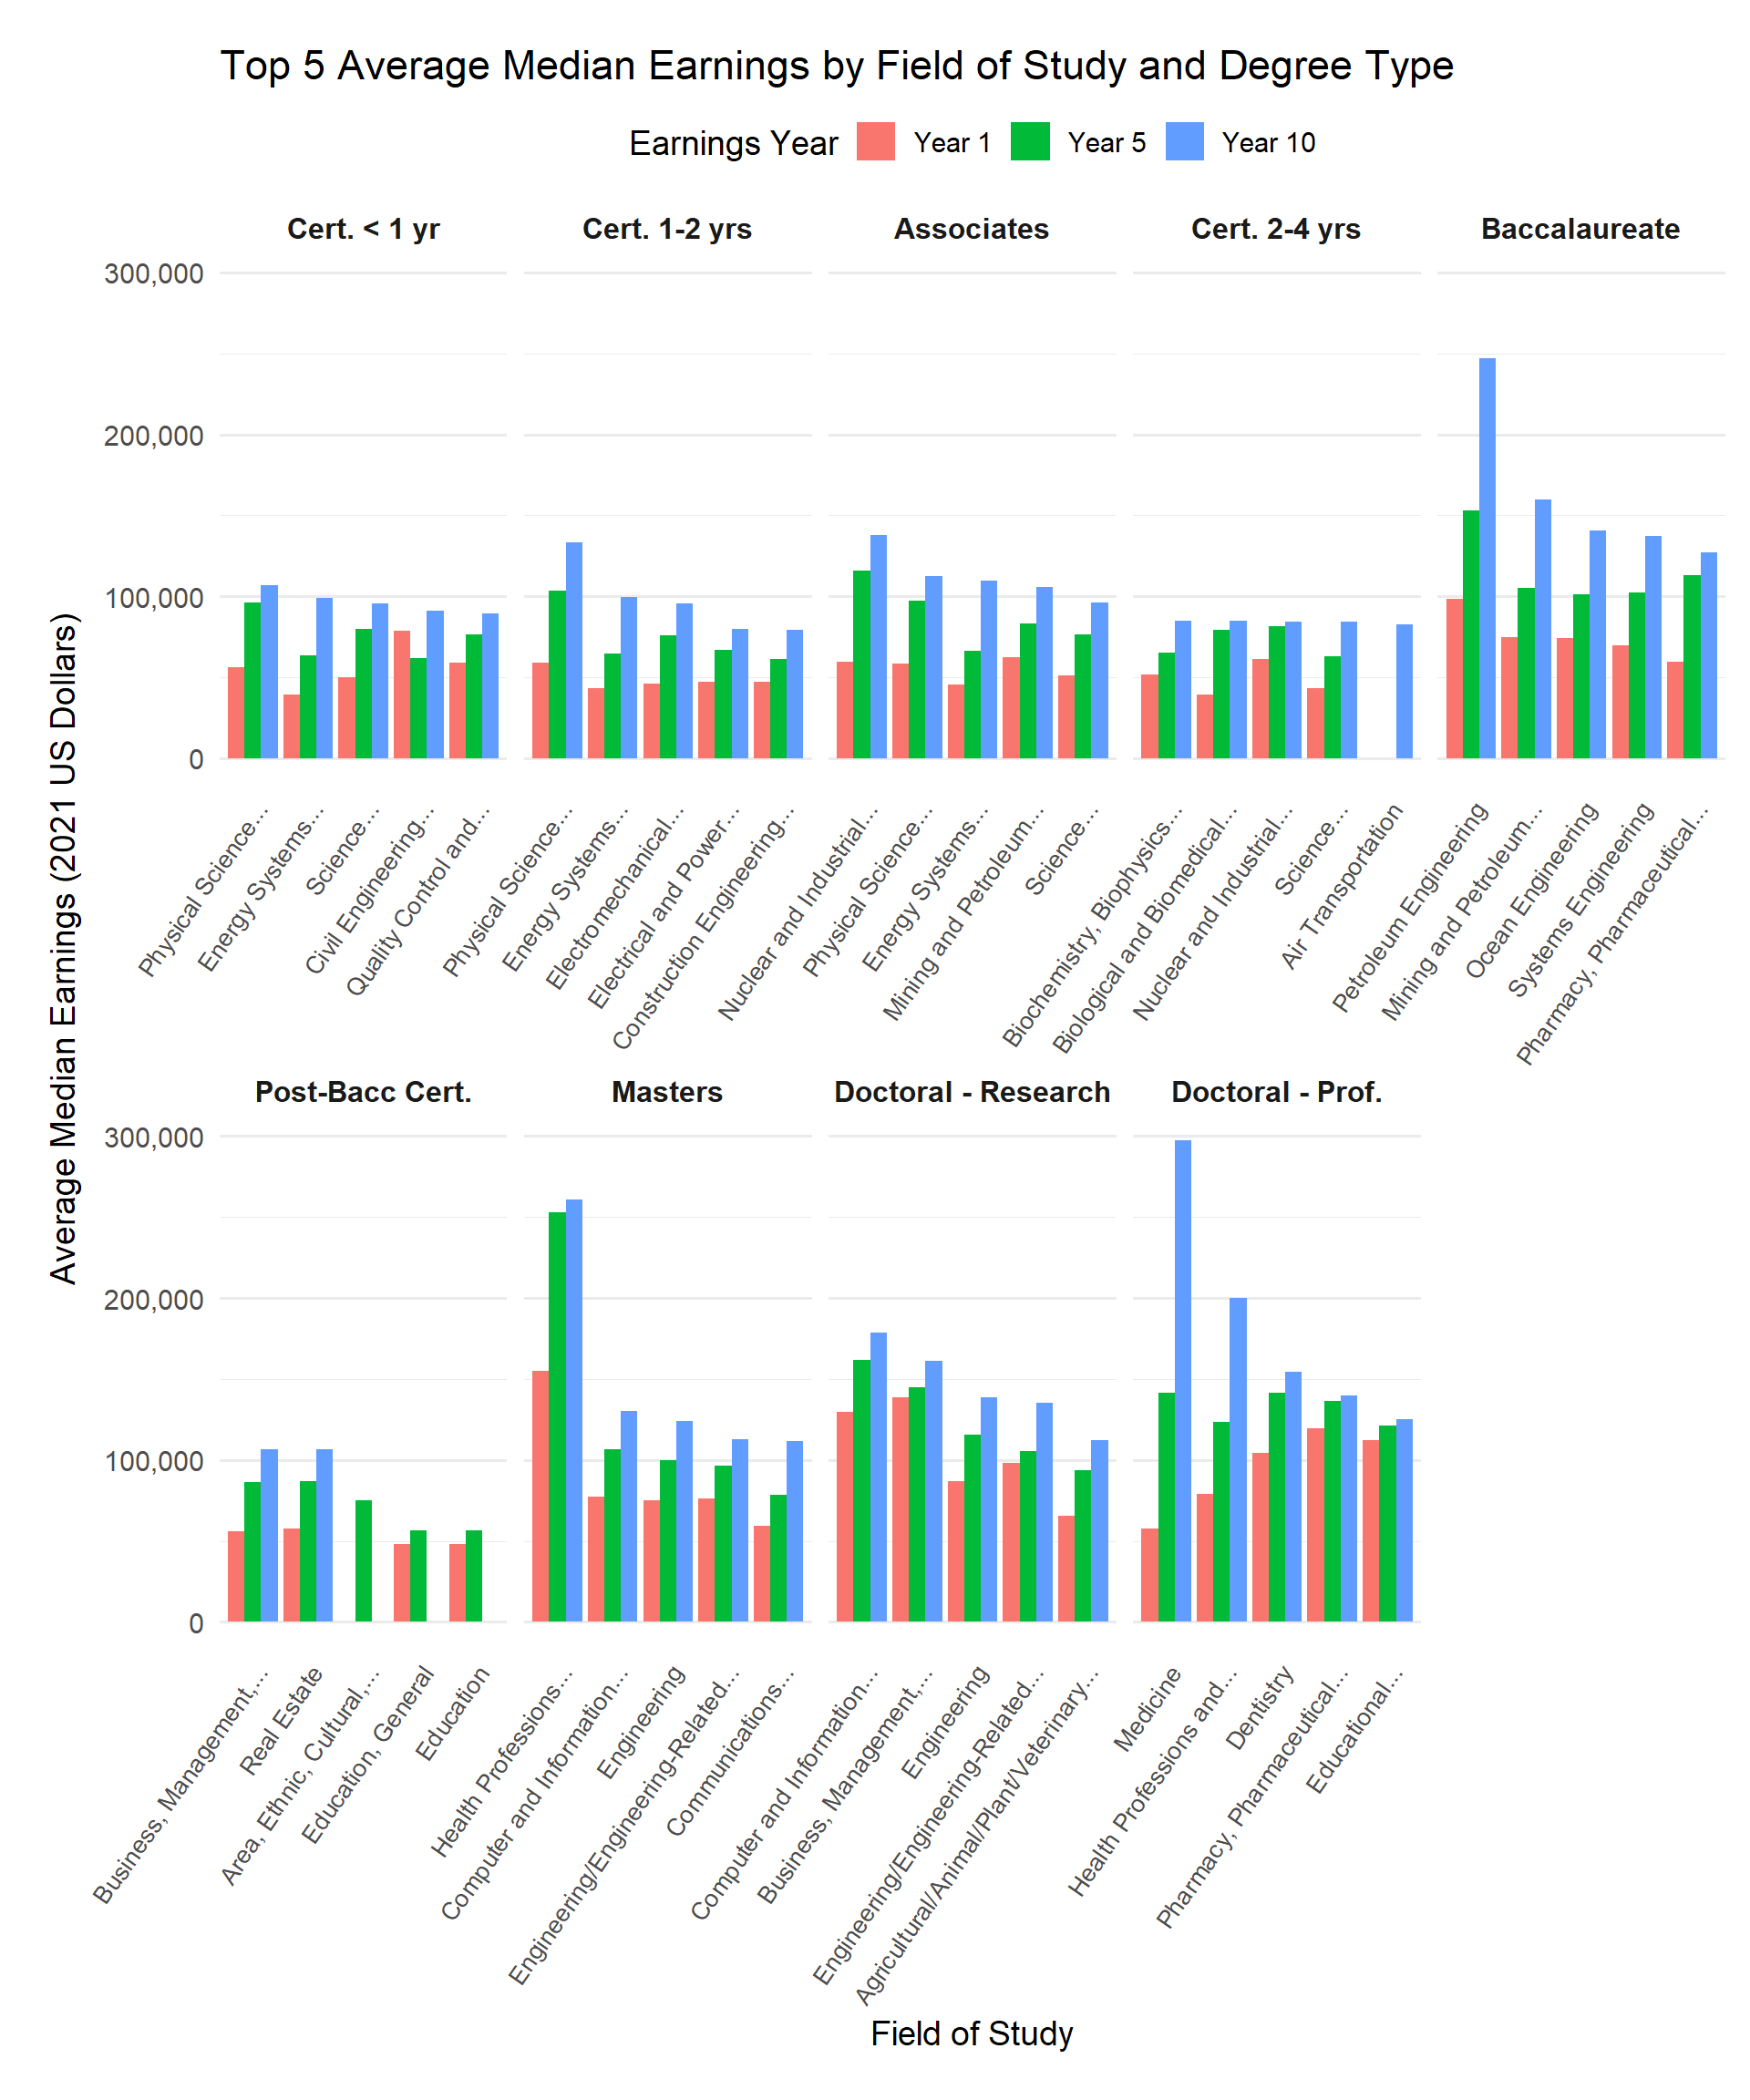 Top 5 Average Median Earnings by Field of Study and Degree Type
Earnings Year Year 1 Year 5 Year 10
Average Median Earnings (2021 US Dollars)
Cert. < 1 yr
Cert. 1-2 yrs
Associates
Cert. 2-4 yrs
Baccalaureate
300,000
200,000
100,000
0
Physical Science...
Energy Systems...
Science...
Civil Engineering...
Quality Control and...
Physical Science...
Energy Systems...
Electromechanical...
Electrical and Power...
Construction Engineering...
Nuclear and Industrial...
Physical Science...
Energy Systems...
Mining and Petroleum...
Science...
Biochemistry, Biophysics...
Biological and Biomedical...
Nuclear and Industrial...
Science...
Air Transportation
Petroleum Engineering
Mining and Petroleum...
Ocean Engineering
Systems Engineering
Pharmacy, Pharmaceutical...
Post-Bacc Cert.
Masters
Doctoral - Research
Doctoral - Prof.
300,000
200,000
100,000
0
Business, Management,...
Real Estate
Area, Ethnic, Cultural,...
Education, General
Education
Health Professions...
Computer and Information...
Engineering
Engineering/Engineering-Related...
Communications...
Computer and Information...
Business, Management,...
Engineering
Engineering/Engineering-Related...
Agricultural/Animal/Plant/Veterinary...
Medicine
Health Professions and...
Dentistry
Pharmacy, Pharmaceutical...
Educational...
Field of Study